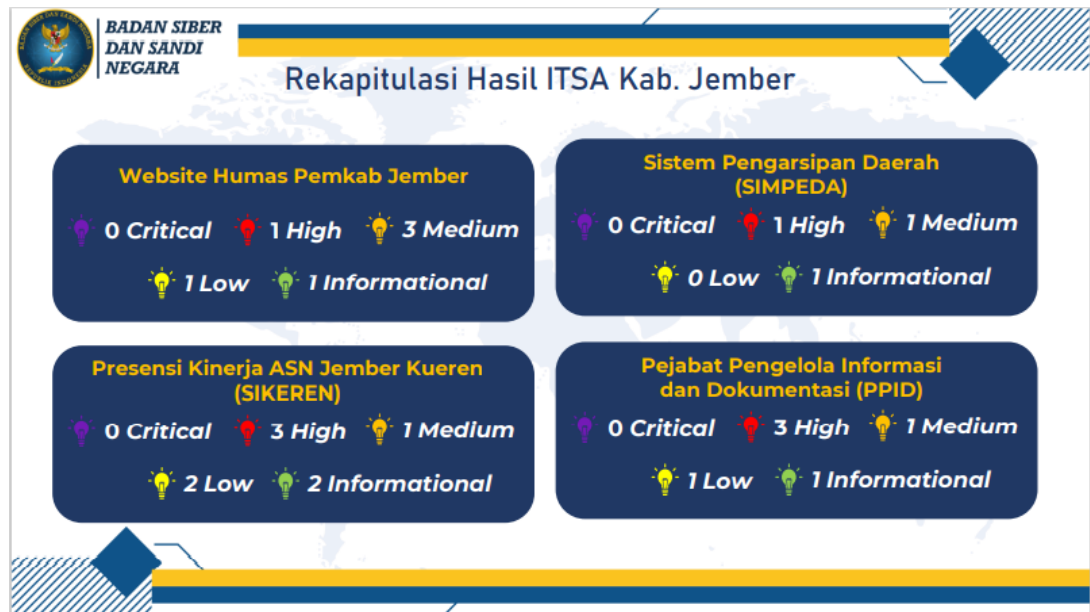 BADAN SIBER
DAN SANDI
NEGARA
Rekapitulasi Hasil ITSA Kab. Jember
Website Humas Pemkab Jember
0 Critical 1 High 3 Medium
1 Low 1 Informational
Sistem Pengarsipan Daerah
(SIMPEDA)
0 Critical 1 High 1 Medium
0 Low 1 Informational
Presensi Kinerja ASN Jember Kueren
(SIKEREN)
0 Critical 3 High 1 Medium
2 Low 2 Informational
Pejabat Pengelola Informasi
dan Dokumentasi (PPID)
0 Critical 3 High 1 Medium
1 Low 1 Informational